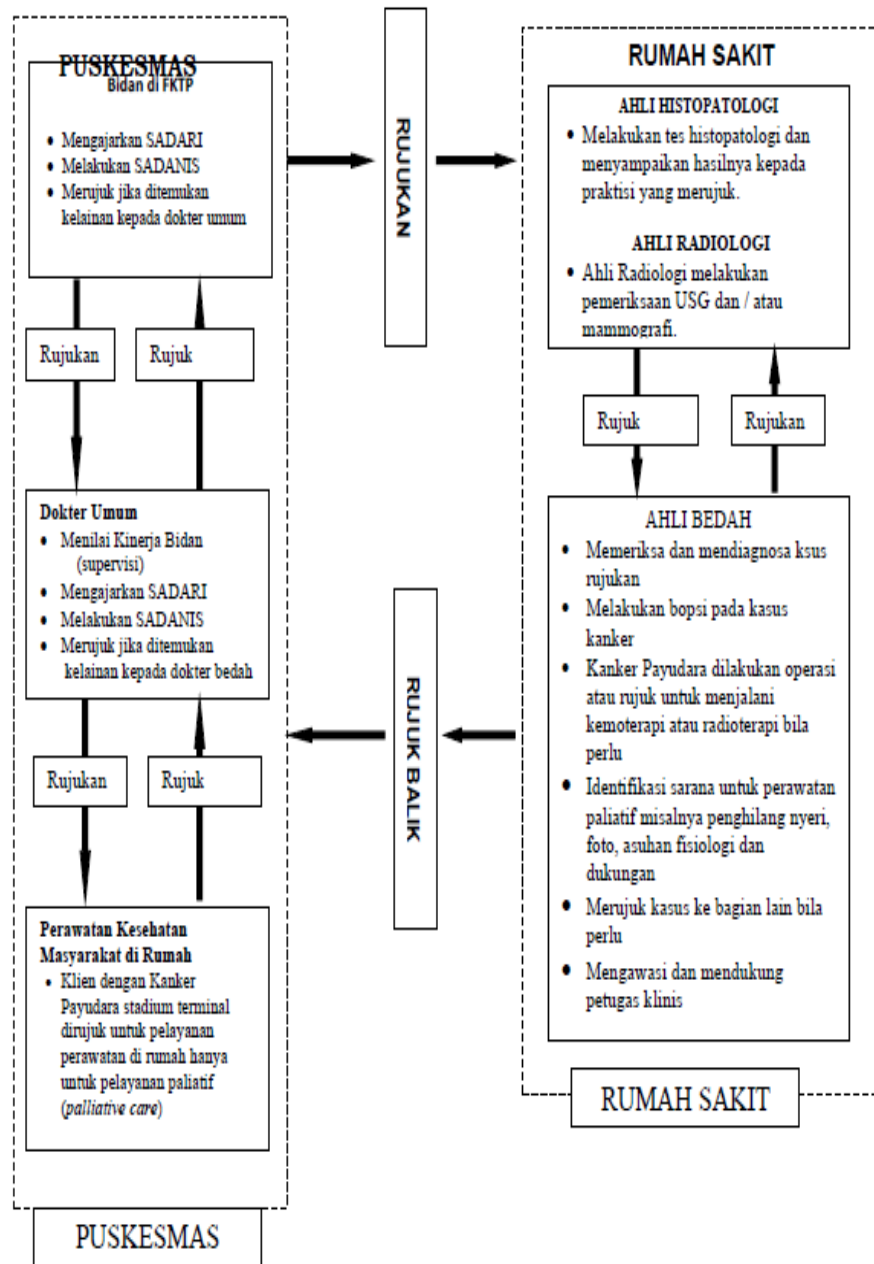 PUSKESMAS
Bidan di FKTP
• Mengajarkan SADARI
• Melakukan SADANIS
• Merujuk jika ditemukan
kelainan kepada dokter umum
Rujukan
Rujuk
Dokter Umum
• Menilai Kinerja Bidan
(supervisi)
• Mengajarkan SADARI
• Melakukan SADANIS
• Merujuk jika ditemukan
kelainan kepada dokter bedah
Rujukan
Rujuk
Perawatan Kesehatan
Masyarakat di Rumah
• Klien dengan Kanker
Payudara stadium terminal
dirujuk untuk pelayanan
perawatan di rumah hanya
untuk pelayanan paliatif
(palliative care)
PUSKESMAS
RUJUKAN
RUJUK BALIK
RUMAH SAKIT
AHLI HISTOPATOLOGI
• Melakukan tes histopatologi dan
menyampaikan hasilnya kepada
praktisi yang merujuk.
AHLI RADIOLOGI
• Ahli Radiologi melakukan
pemeriksaan USG dan / atau
mammografi.
Rujuk
Rujukan
AHLI BEDAH
• Memeriksa dan mendiagnosa ksus
rujukan
• Melakukan bopsi pada kasus
kanker
• Kanker Payudara dilakukan operasi
atau rujuk untuk menjalani
kemoterapi atau radioterapi bila
perlu
• Identifikasi sarana untuk perawatan
paliatif misalnya penghilang nyeri,
foto, asuhan fisiologi dan
dukungan
• Merujuk kasus ke bagian lain bila
perlu
• Mengawasi dan mendukung
petugas klinis
RUMAH SAKIT